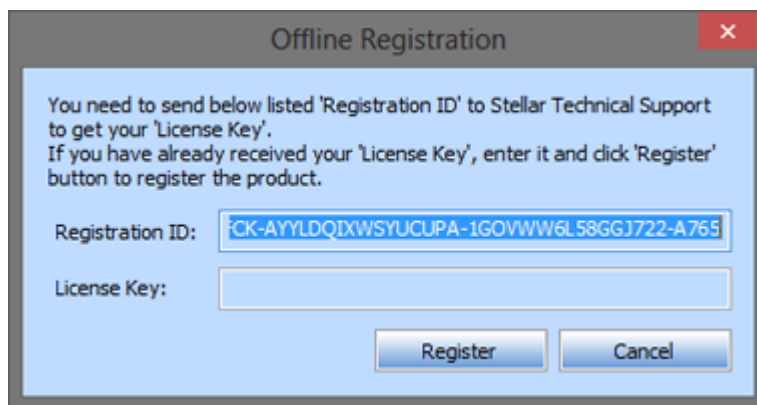 Offline Registration
You need to send below listed 'Registration ID' to Stellar Technical Support
to get your 'License Key'.
If you have already received your 'License Key', enter it and click 'Register'
button to register the product.
Registration ID: CK-AYYLDQIXWSYUCUPA-1GOVWW6L58GGJ722-A765
License Key:
Register Cancel